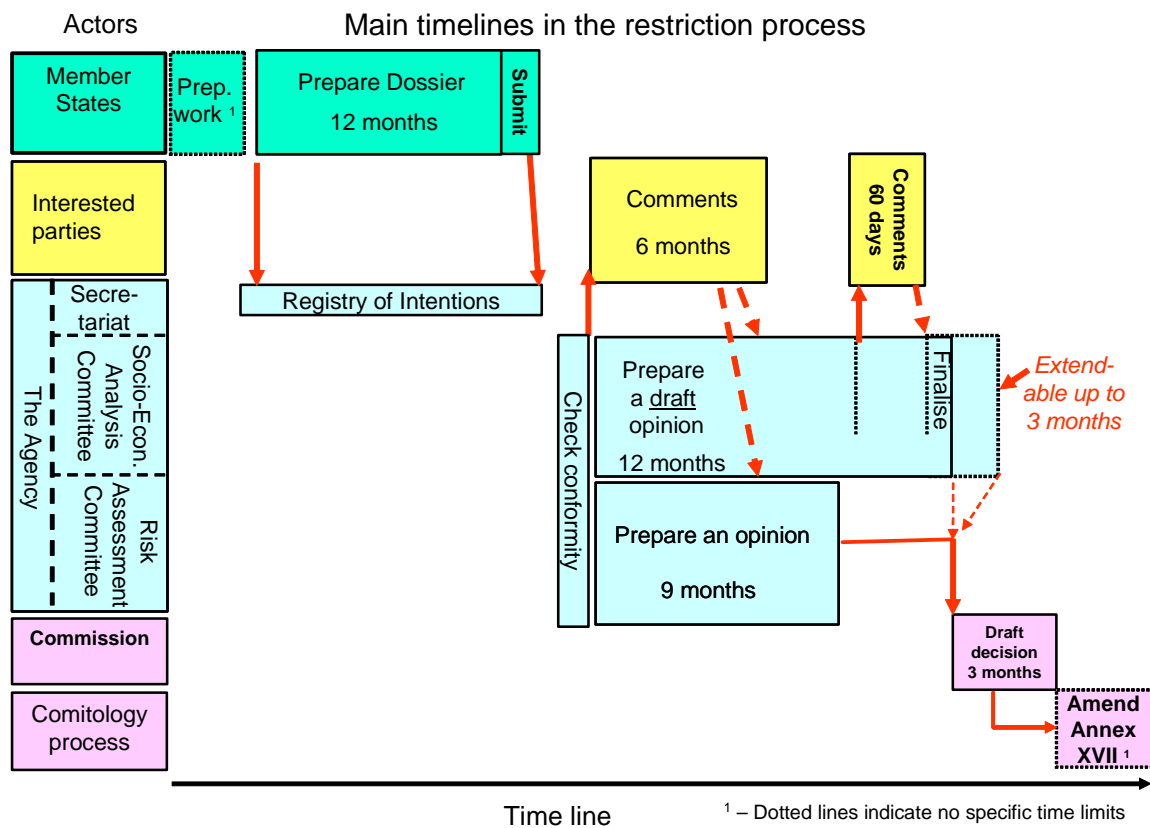 Actors
Main timelines in the restriction process
Member
States
Prep.
work ¹
Prepare Dossier
12 months
Submit
Interested
parties
Comments
6 months
Comments
60 days
The Agency
Secre-
tariat
Registry of Intentions
Socio-Econ.
Analysis
Committee
Check conformity
Prepare
a draft
opinion
12 months
Finalise
Extend-
able up to
3 months
Risk
Assessment
Committee
Prepare an opinion
9 months
Commission
Draft
decision
3 months
Comitology
process
Amend
Annex
XVII ¹
Time line
¹ – Dotted lines indicate no specific time limits